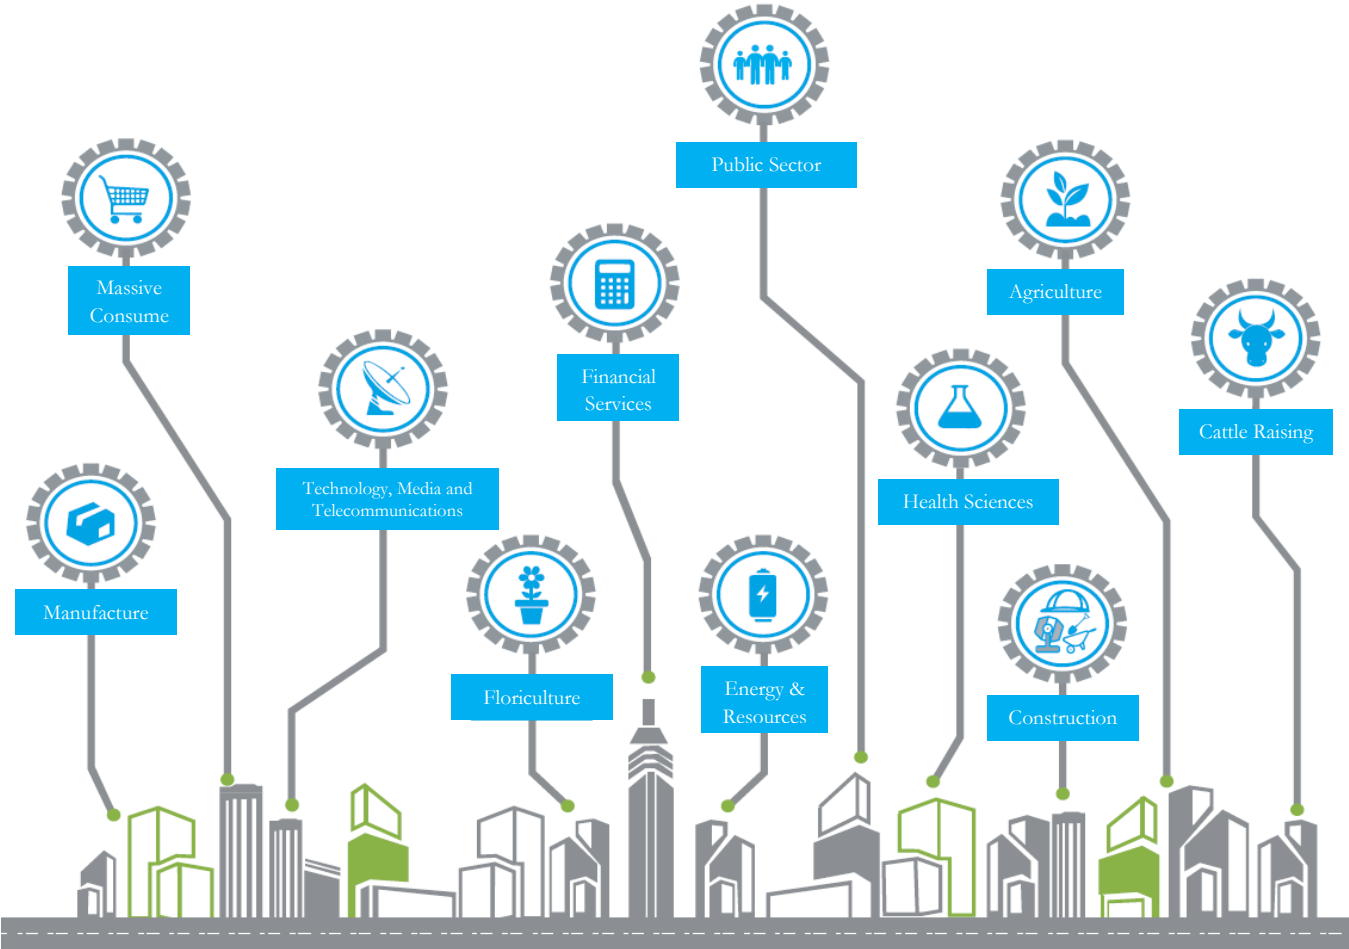 Public Sector
Massive
Consume
Agriculture
Financial
Services
Cattle Raising
Technology, Media and
Telecommunications
Health Sciences
Manufacture
Floriculture
Energy &
Resources
Construction